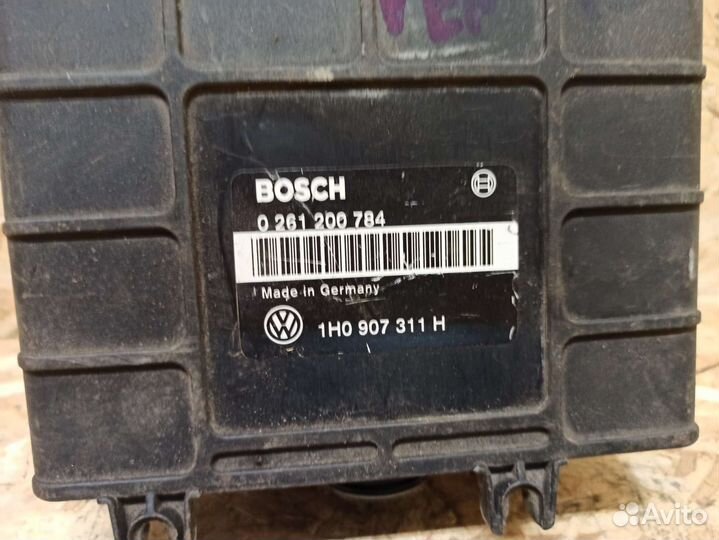 BOSCH
0 261 200 784
Made in Germany
1H0 907 311 H
Avito